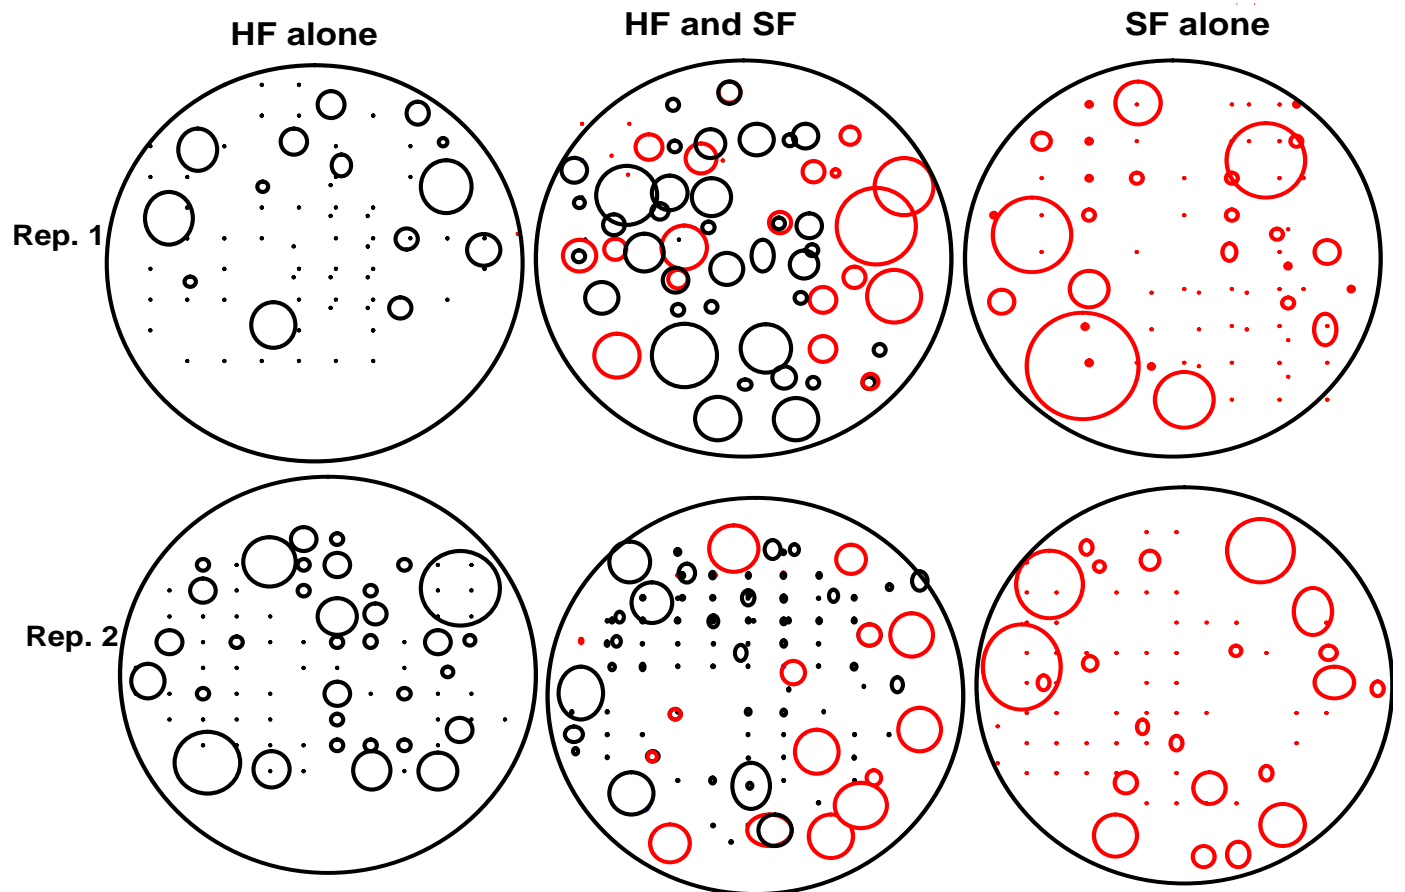 HF alone
HF and SF
SF alone
Rep. 1
Rep. 2